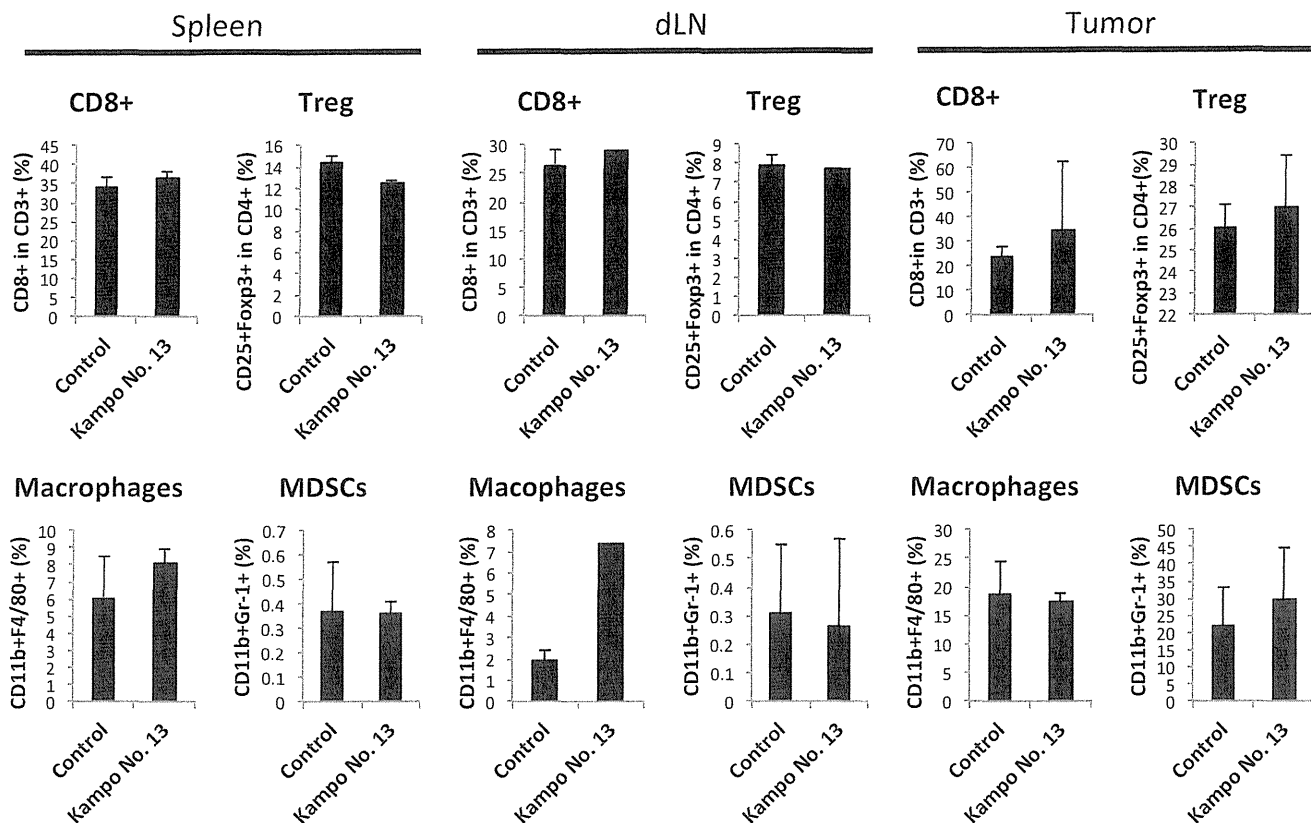 Spleen
dLN
Tumor
CD8+
Treg
CD8+
Treg
CD8+
Treg
CD8+ in CD3+ (%)
45
40
35
30
25
20
15
10
5
0
Control
Kampo No. 13
CD25+Foxp3+ in CD4+ (%)
16
14
12
10
8
6
4
2
0
Control
Kampo No. 13
CD8+ in CD3+ (%)
30
25
20
15
10
5
0
Control
Kampo No. 13
CD25+Foxp3+ in CD4+ (%)
9
8
7
6
5
4
3
2
1
0
Control
Kampo No. 13
CD8+in CD3+ (%)
70
60
50
40
30
20
10
0
Control
Kampo No. 13
CD25+Foxp3+ in CD4+(%)
30
29
28
27
26
25
24
23
22
Control
Kampo No. 13
Macrophages
MDSCs
Macophages
MDSCs
Macrophages
MDSCs
CD11b+F4/80+ (%)
10
9
8
7
6
5
4
3
2
1
0
Control
Kampo No. 13
CD11b+Gr-1+ (%)
0.7
0.6
0.5
0.4
0.3
0.2
0.1
0
Control
Kampo No. 13
CD11b+F4/80+ (%)
8
7
6
5
4
3
2
1
0
Control
Kampo No. 13
CD11b+Gr-1+ (%)
0.6
0.5
0.4
0.3
0.2
0.1
0
Control
Kampo No. 13
CD11b+F4/80+ (%)
30
25
20
15
10
5
0
Control
Kampo No. 13
CD11b+Gr-1+ (%)
50
45
40
35
30
25
20
15
10
5
0
Control
Kampo No. 13